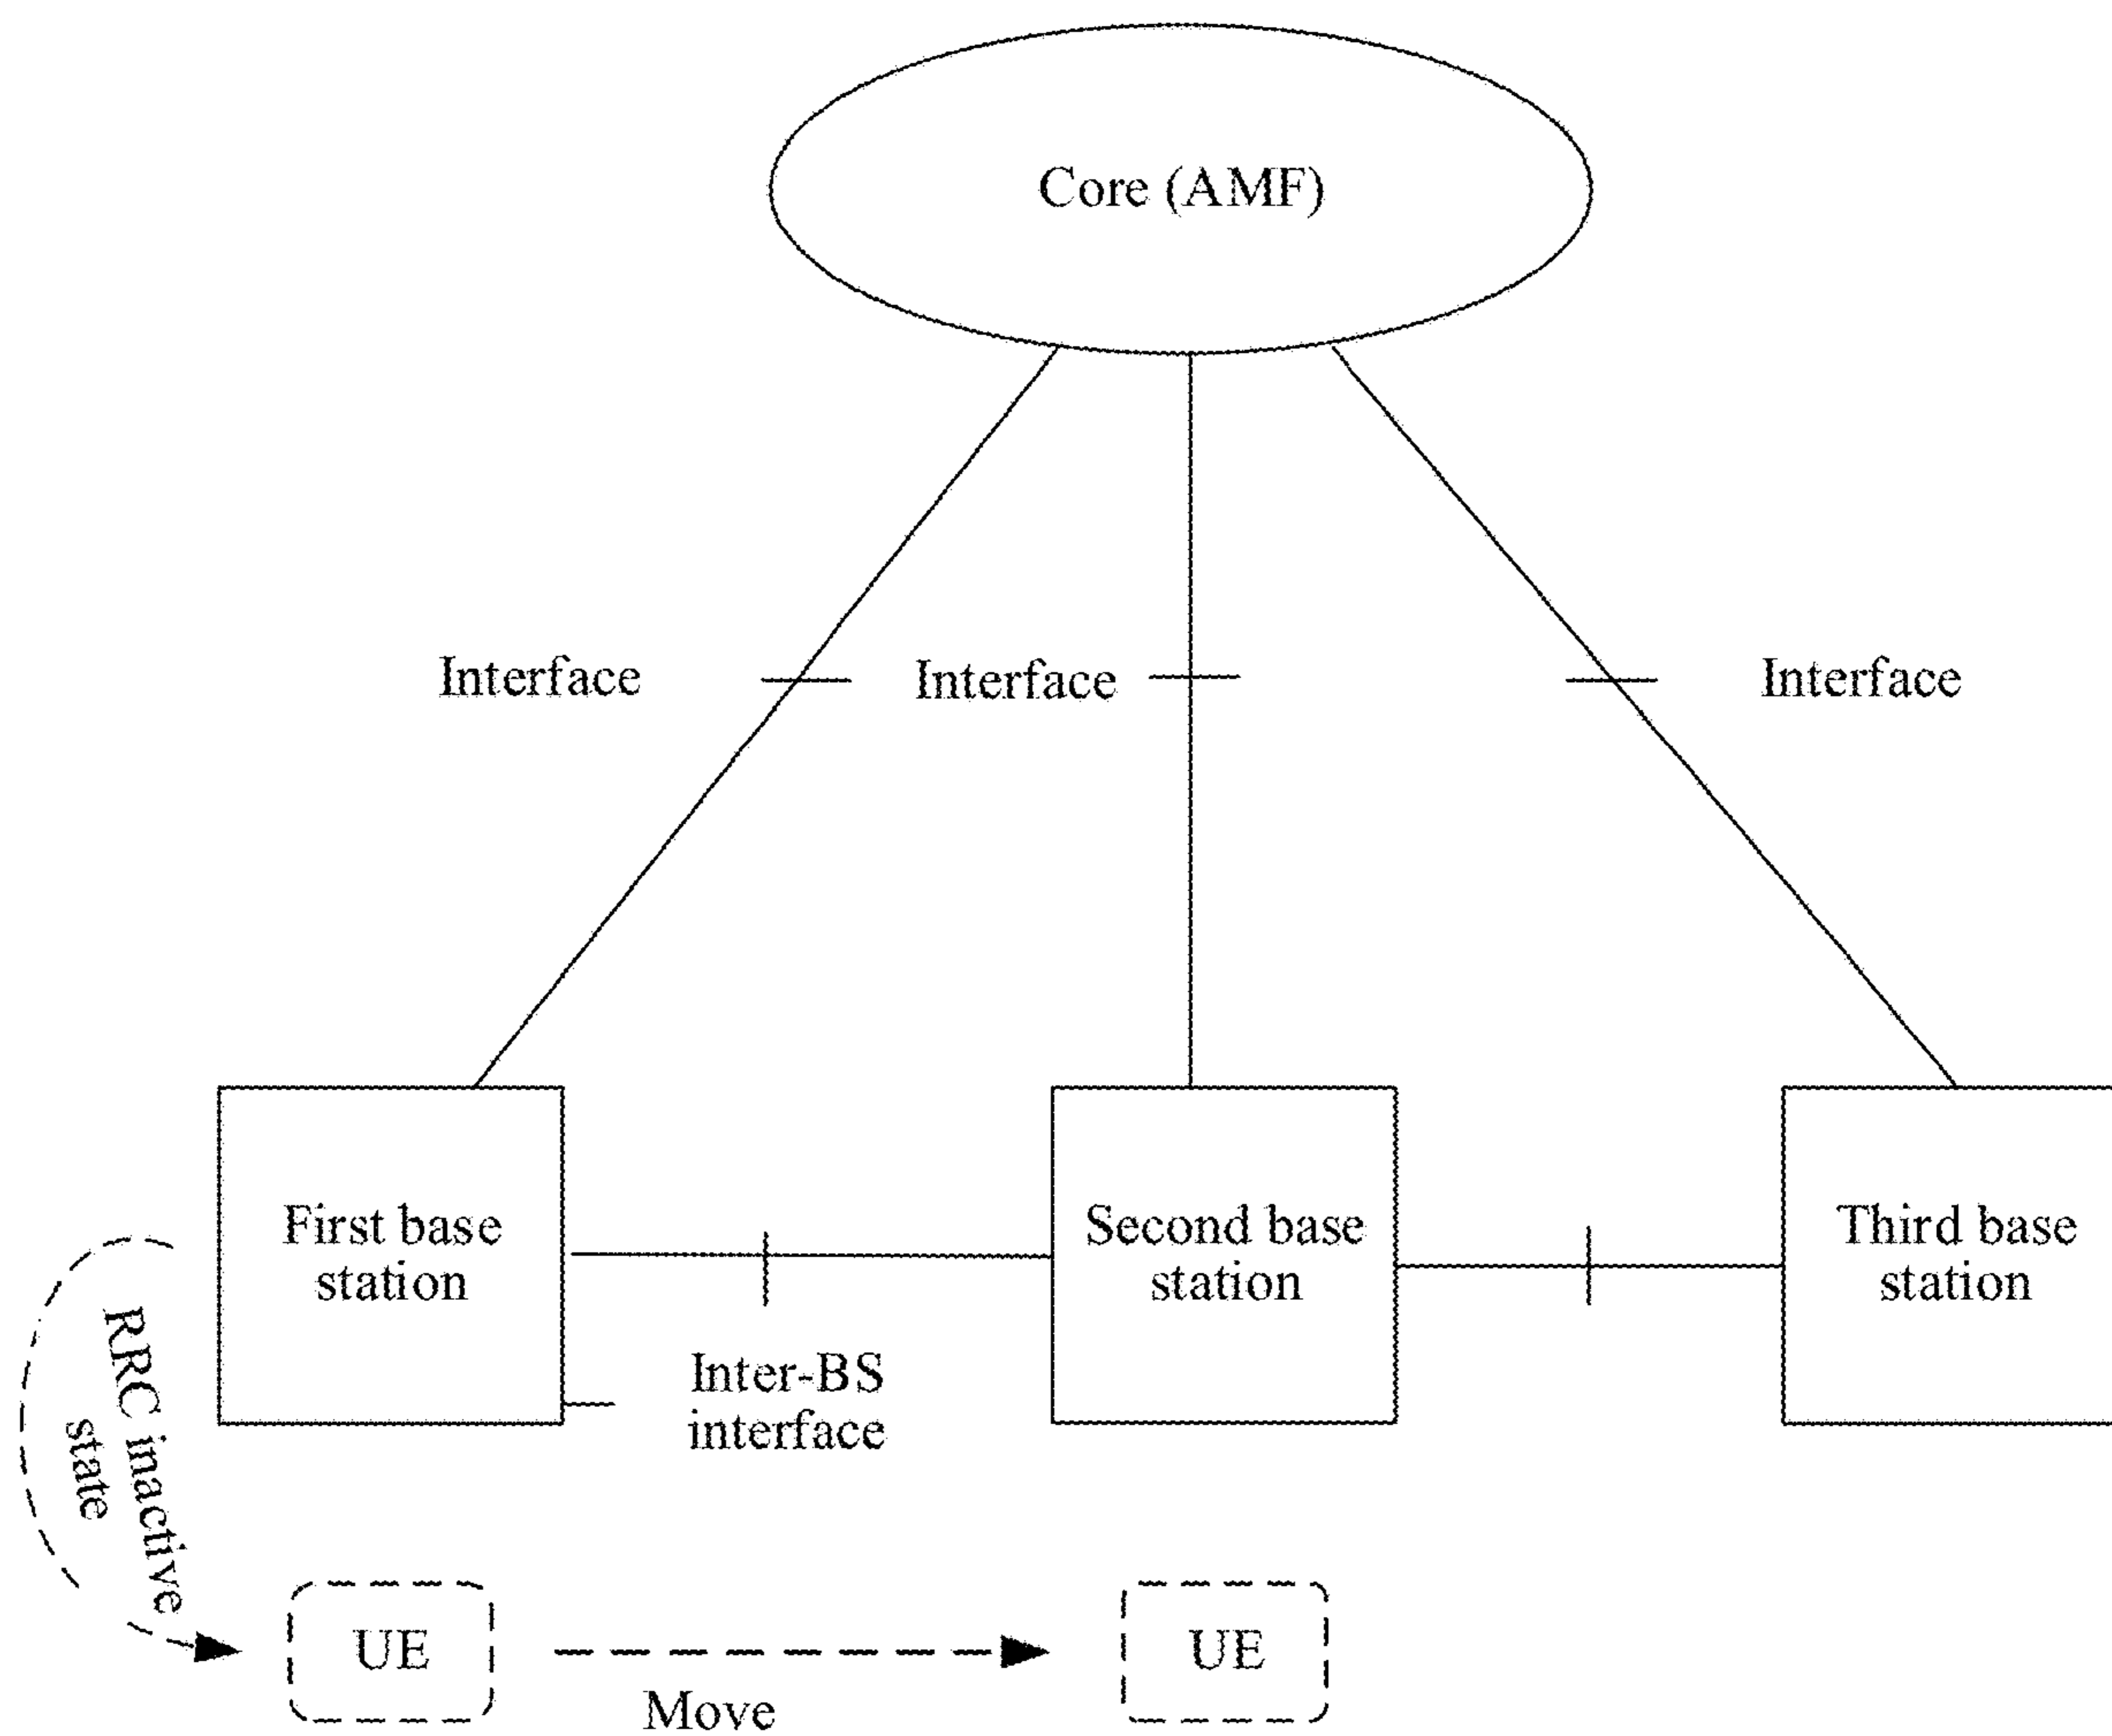 Core (AMF)
Interface
Interface
Interface
First base
station
Second base
station
Third base
station
Inter-BS
interface
RRC inactive
state
UE
Move
UE